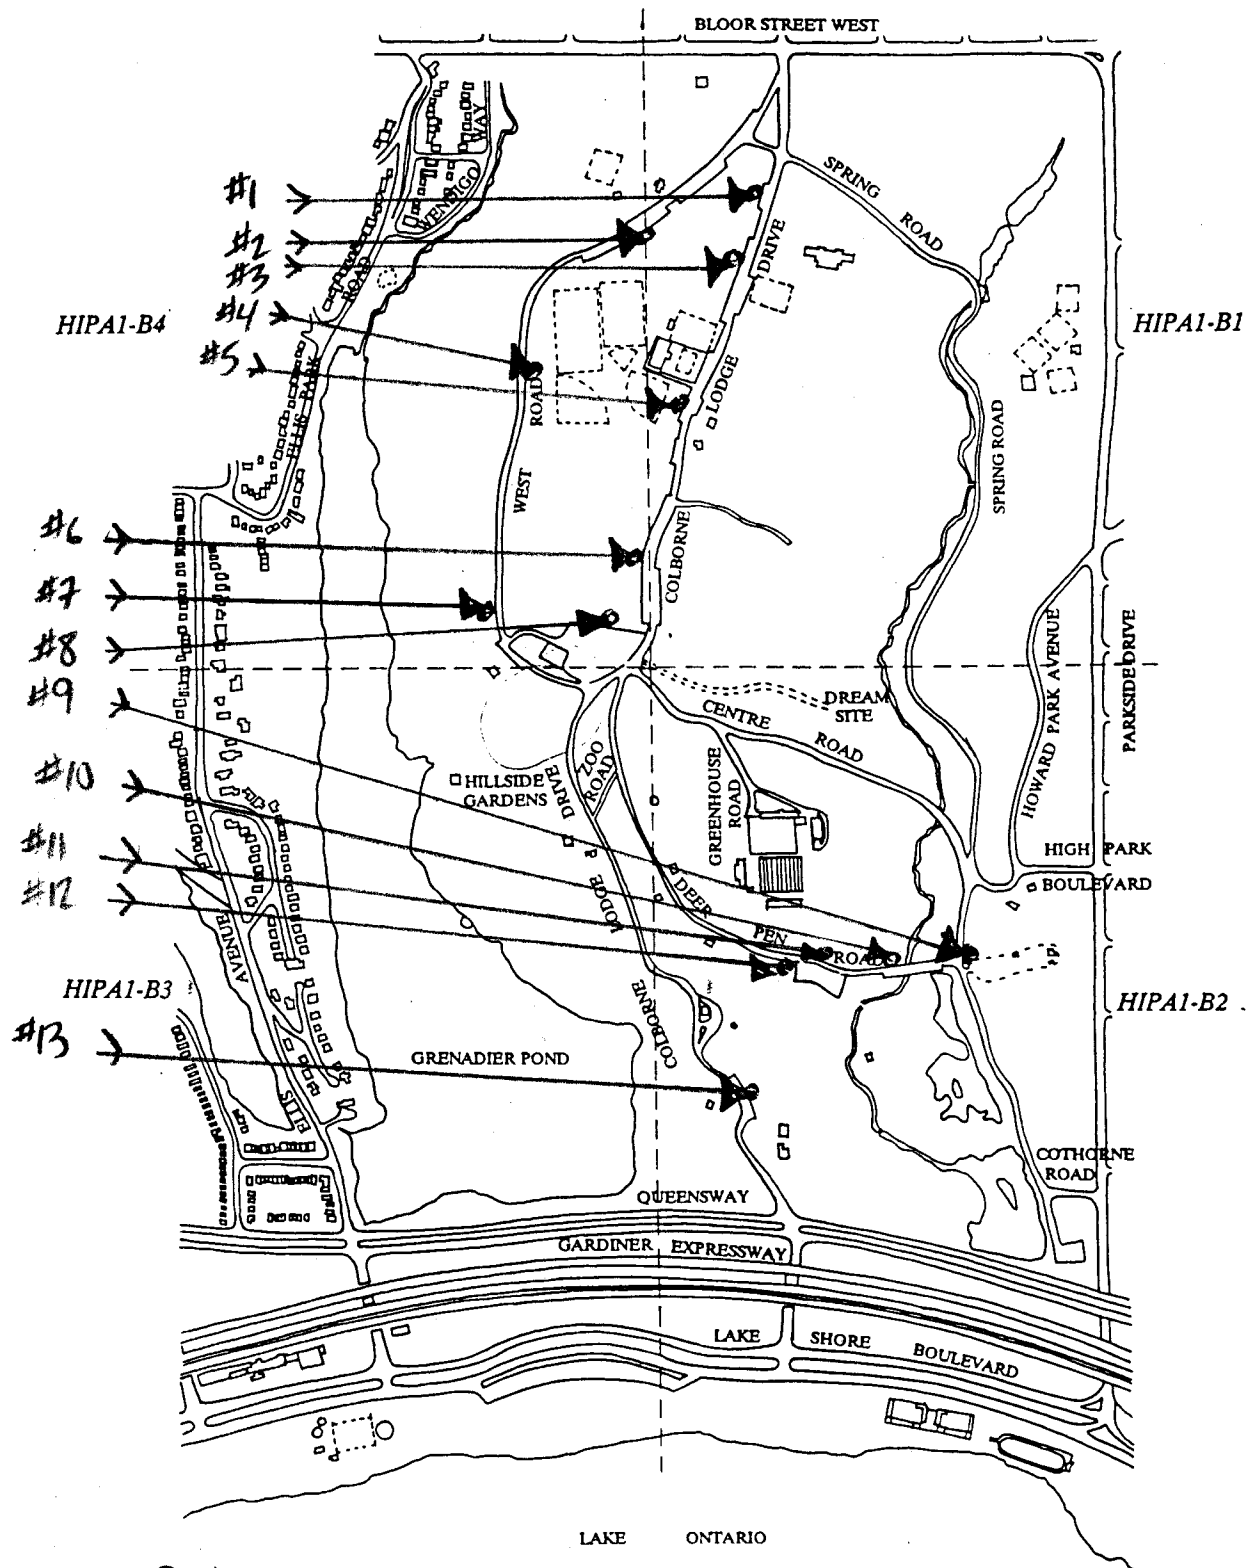 BLOOR STREET WEST
WAY
WENDIGO
SPRING ROAD
#1
#2
#3
#4
#5
DRIVE
LODGE
COLBORNE
ROAD
ELLIS PARK
HIPA1-B4
HIPA1-B1
ROAD
WEST
SPRING ROAD
#6
#7
#8
#9
#10
#11
#12
#13
HOWARD PARK AVENUE
PARKSIDE DRIVE
DREAM
SITE
CENTRE ROAD
ZOO
ROAD
DRIVE
LODGE
COLBORNE
HILLSIDE
GARDENS
GREENHOUSE
ROAD
HIGH PARK
BOULEVARD
DEER PEN ROAD
AVENUE
ELLIS
HIPA1-B3
HIPA1-B2
GRENADIER POND
COTHORNE
ROAD
QUEENSWAY
GARDINER EXPRESSWAY
LAKE SHORE BOULEVARD
LAKE ONTARIO